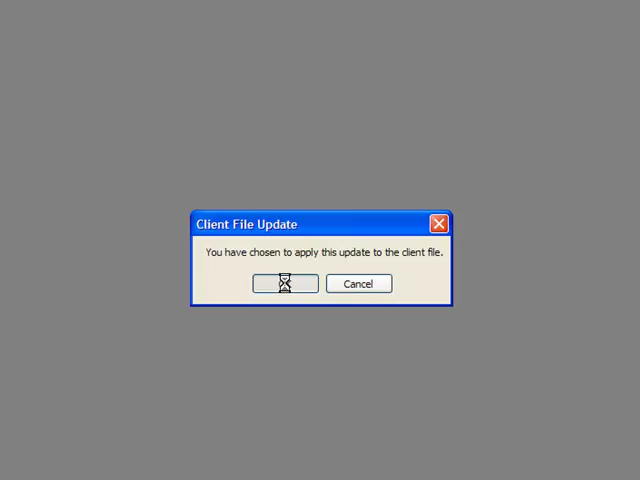 Client File Update
You have chosen to apply this update to the client file.
Cancel